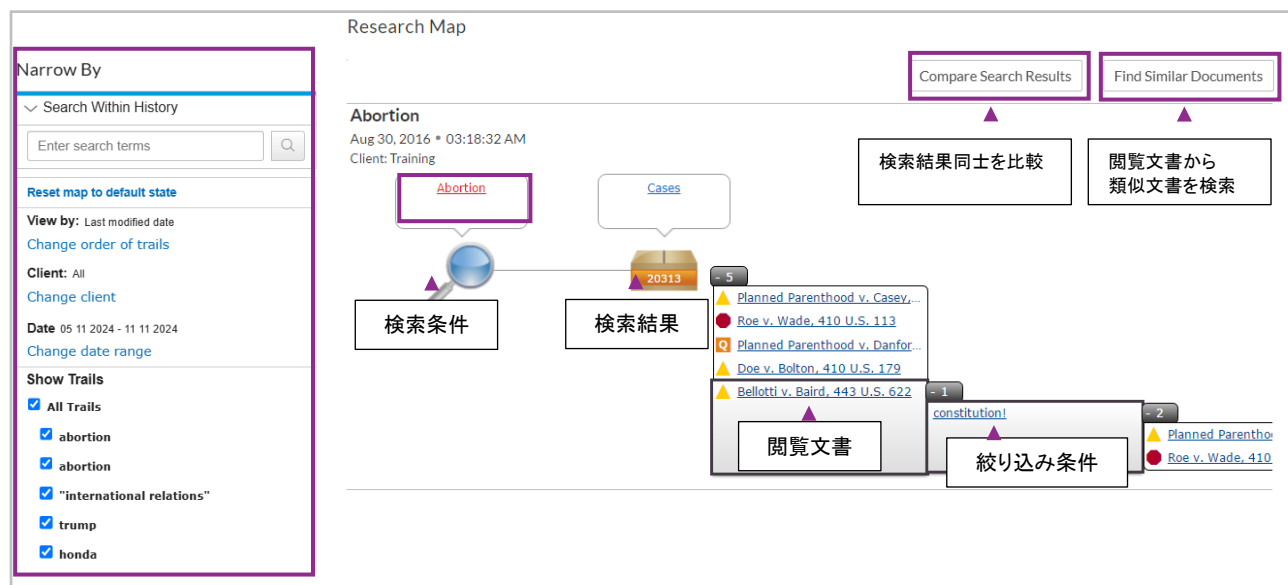 Research Map
Narrow By
Search Within History
Enter search terms
Reset map to default state
View by: Last modified date
Change order of trails
Client: All
Change client
Date 05 11 2024 - 11 11 2024
Change date range
Show Trails
All Trails
abortion
abortion
"international relations"
trump
honda
Compare Search Results
Find Similar Documents
検索結果同士を比較
閲覧文書から
類似文書を検索
Abortion
Aug 30, 2016 • 03:18:32 AM
Client: Training
Abortion
Cases
20313
検索条件
検索結果
- 5
Planned Parenthood v. Casey,...
Roe v. Wade, 410 U.S. 113
Q Planned Parenthood v. Danfor...
Doe v. Bolton, 410 U.S. 179
Bellotti v. Baird, 443 U.S. 622
閲覧文書
- 1
constitution!
絞り込み条件
- 2
Planned Parentho
Roe v. Wade, 410